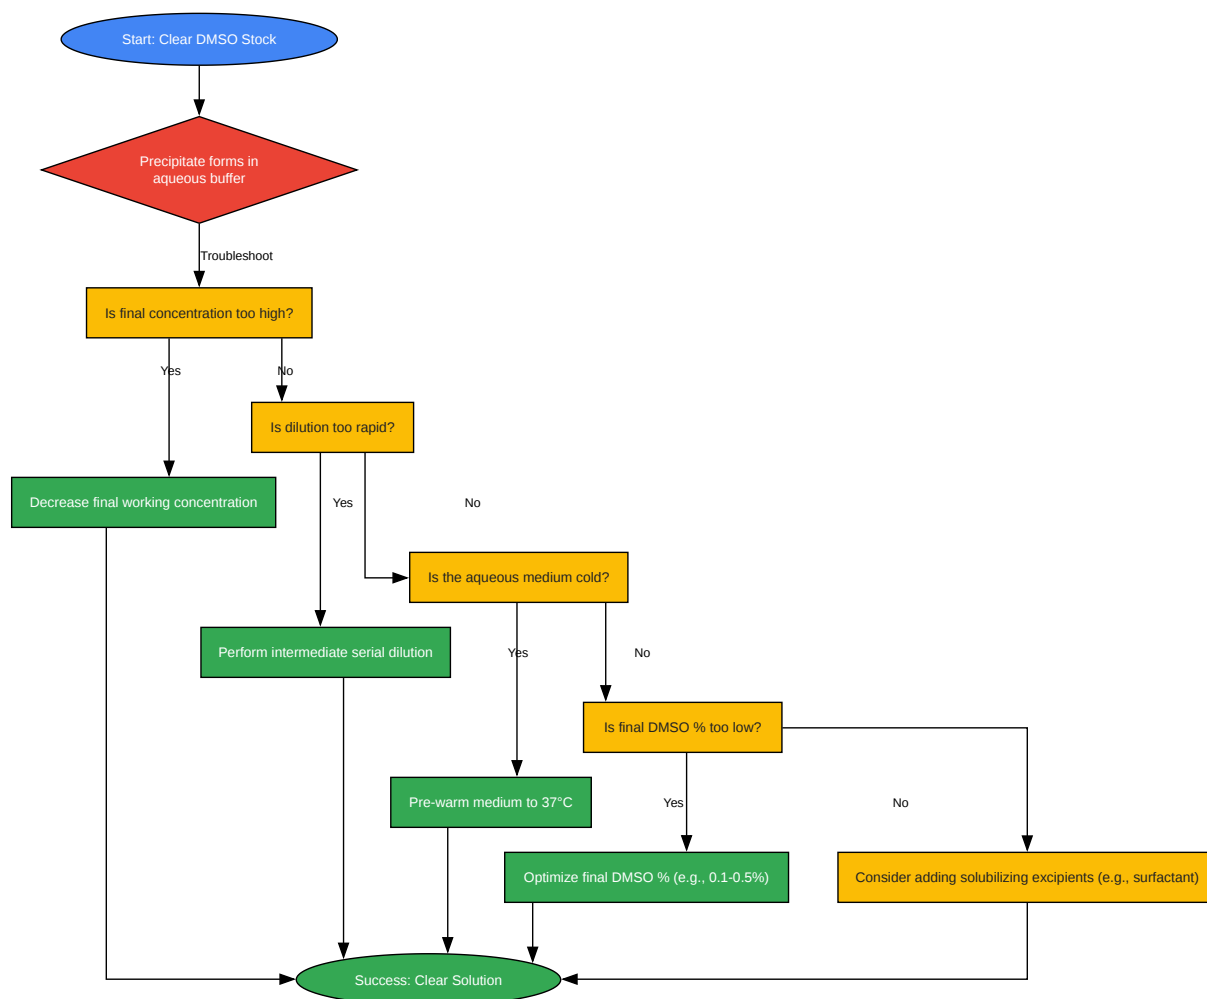 Start: Clear DMSO Stock
Precipitate forms in
aqueous buffer
Troubleshoot
Is final concentration too high?
Yes
No
Is dilution too rapid?
Decrease final working concentration
Yes
No
Is the aqueous medium cold?
Perform intermediate serial dilution
Yes
No
Is final DMSO % too low?
Pre-warm medium to 37°C
Yes
No
Optimize final DMSO % (e.g., 0.1-0.5%)
Consider adding solubilizing excipients (e.g., surfactant)
Success: Clear Solution